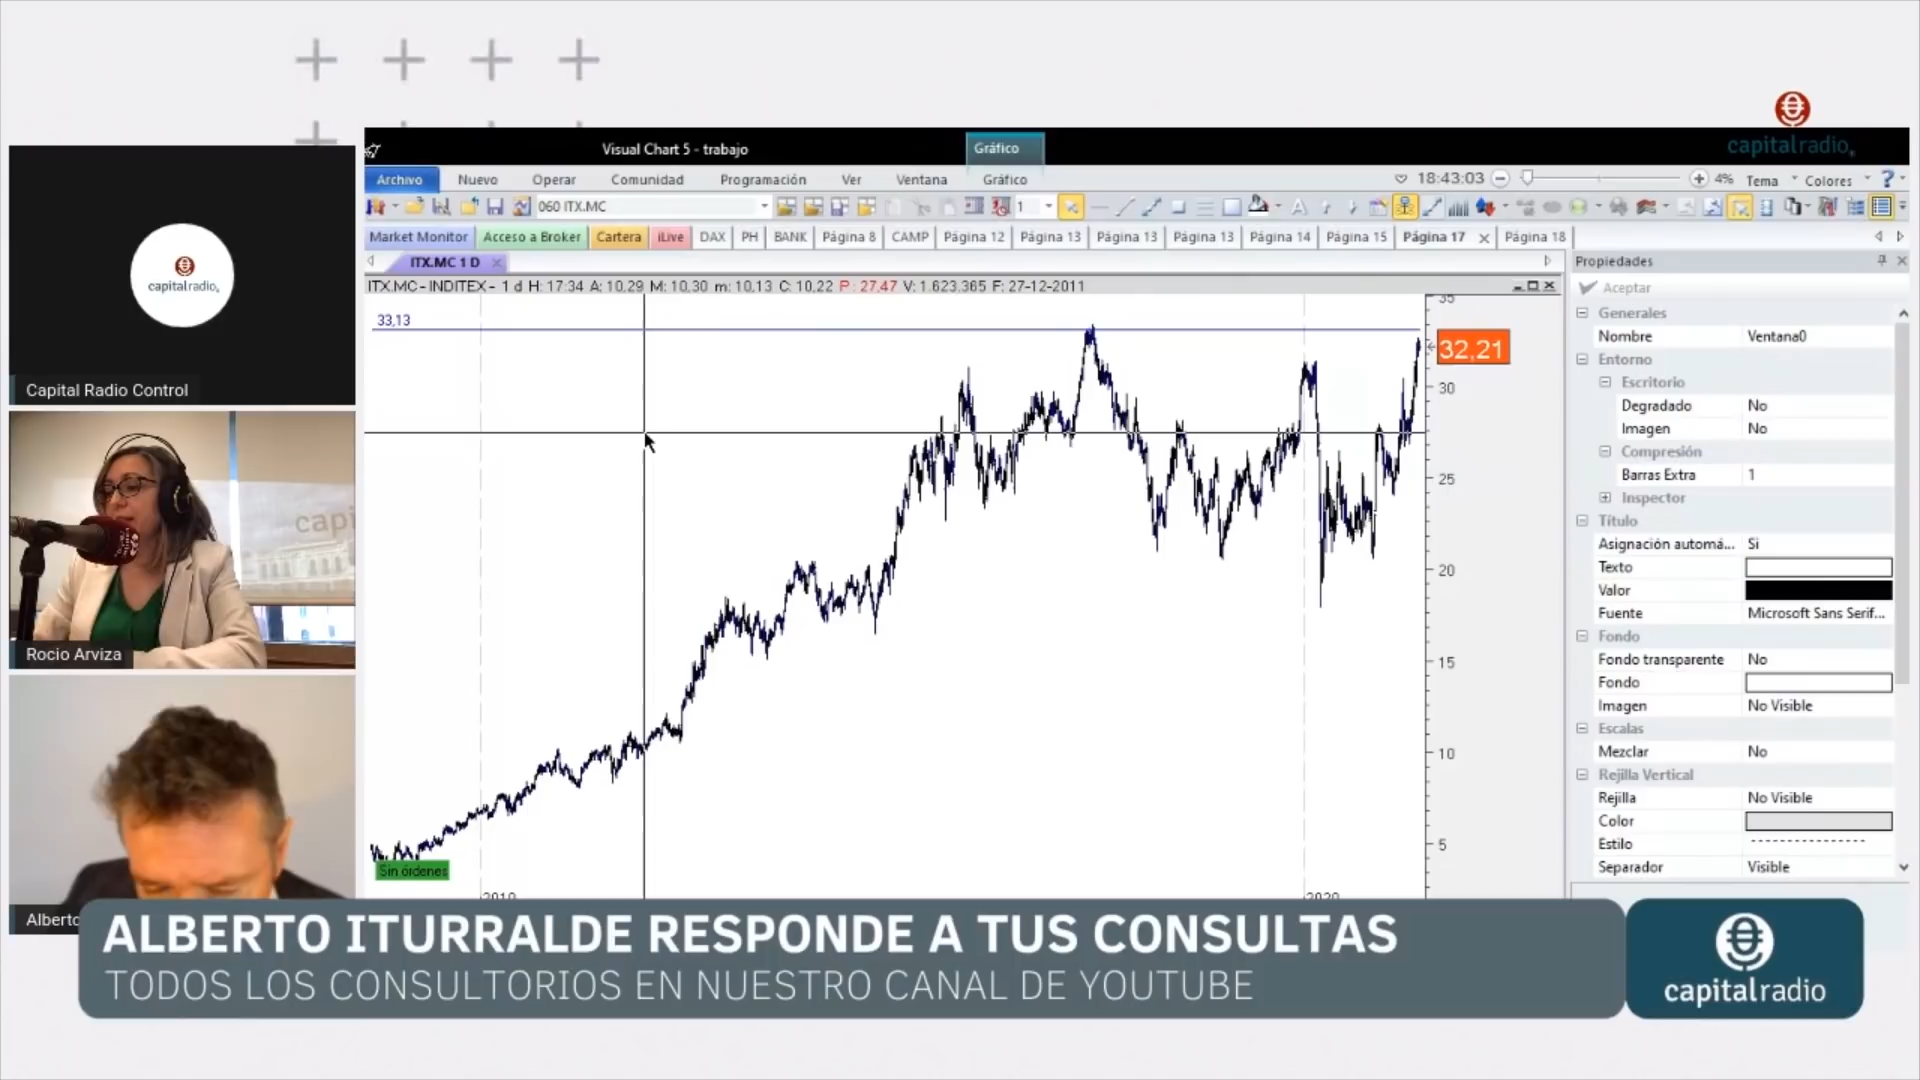 capitalradio
Visual Chart 5 - trabajo
Gráfico
Archivo Nuevo Operar Comunidad Programación Ver Ventana Gráfico
18:43:03 4% Tema Colores ?
060 ITX.MC
1
Market Monitor Acceso a Broker Cartera iLive DAX PH BANK Página 8 CAMP Página 12 Página 13 Página 13 Página 13 Página 14 Página 15 Página 17 Página 18
ITX.MC 1 D
ITX.MC - INDITEX - 1 d H: 17:34 A: 10,29 M: 10,30 m: 10,13 C: 10,22 P: 27,47 V: 1.623.365 F: 27-12-2011
33,13
35
32,21
30
25
20
15
10
5
Sin órdenes
2010
2020
Propiedades
Aceptar
Generales
Nombre Ventana0
Entorno
Escritorio
Degradado No
Imagen No
Compresión
Barras Extra 1
Inspector
Título
Asignación automá... Si
Texto
Valor
Fuente Microsoft Sans Serif...
Fondo
Fondo transparente No
Fondo
Imagen No Visible
Escalas
Mezclar No
Rejilla Vertical
Rejilla No Visible
Color
Estilo
Separador Visible
capitalradio
Capital Radio Control
capi
Rocio Arviza
Alberto
ALBERTO ITURRALDE RESPONDE A TUS CONSULTAS
TODOS LOS CONSULTORIOS EN NUESTRO CANAL DE YOUTUBE
capitalradio